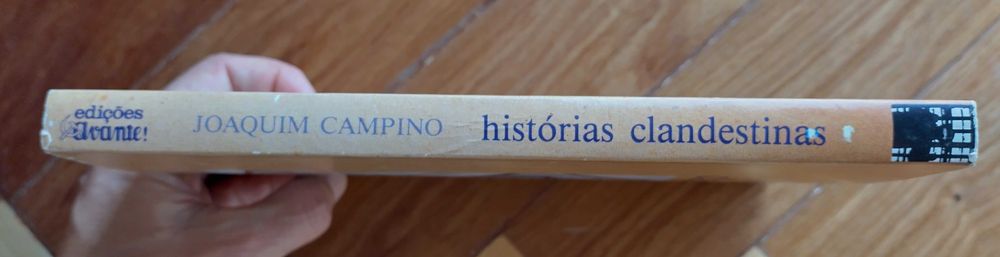 edições
Avante!
JOAQUIM CAMPINO
histórias clandestinas